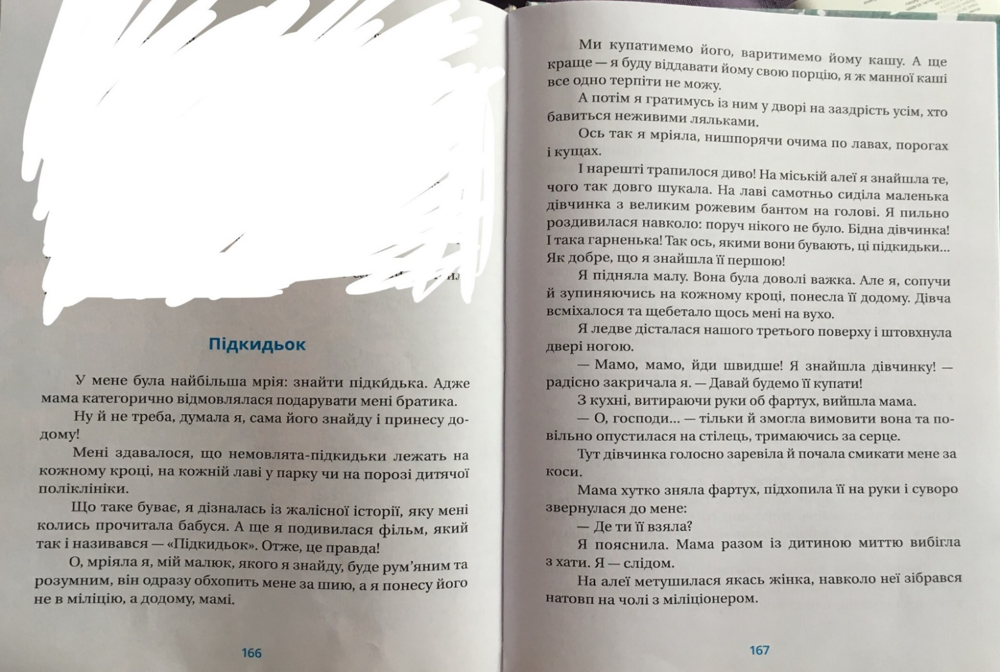 Підкидьок
У мене була найбільша мрія: знайти підки́дька. Адже
мама категорично відмовлялася подарувати мені братика.
Ну й не треба, думала я, сама його знайду і принесу до-
дому!
Мені здавалося, що немовлята-підкидьки лежать на
кожному кроці, на кожній лаві у парку чи на порозі дитячої
поліклініки.
Що таке буває, я дізналась із жалісної історії, яку мені
колись прочитала бабуся. А ще я подивилася фільм, який
так і називався — «Підкидьок». Отже, це правда!
О, мріяла я, мій малюк, якого я знайду, буде рум’яним та
розумним, він одразу обхопить мене за шию, а я понесу його
не в міліцію, а додому, мамі.
166
Ми купатимемо його, варитимемо йому кашу. А ще
краще — я буду віддавати йому свою порцію, я ж манної каші
все одно терпіти не можу.
А потім я гратимусь із ним у дворі на заздрість усім, хто
бавиться неживими ляльками.
Ось так я мріяла, нишпорячи очима по лавах, порогах
і кущах.
І нарешті трапилося диво! На міській алеї я знайшла те,
чого так довго шукала. На лаві самотньо сиділа маленька
дівчинка з великим рожевим бантом на голові. Я пильно
роздивилася навколо: поруч нікого не було. Бідна дівчинка!
І така гарненька! Так ось, якими вони бувають, ці підкидьки...
Як добре, що я знайшла її першою!
Я підняла малу. Вона була доволі важка. Але я, сопучи
й зупиняючись на кожному кроці, понесла її додому. Дівча
всміхалося та щебетало щось мені на вухо.
Я ледве дісталася нашого третього поверху і штовхнула
двері ногою.
— Мамо, мамо, йди швидше! Я знайшла дівчинку! —
радісно закричала я. — Давай будемо її купати!
З кухні, витираючи руки об фартух, вийшла мама.
— О, господи... — тільки й змогла вимовити вона та по-
вільно опустилася на стілець, тримаючись за серце.
Тут дівчинка голосно заревіла й почала смикати мене за
коси.
Мама хутко зняла фартух, підхопила її на руки і суворо
звернулася до мене:
— Де ти її взяла?
Я пояснила. Мама разом із дитиною миттю вибігла
з хати. Я — слідом.
На алеї метушилася якась жінка, навколо неї зібрався
натовп на чолі з міліціонером.
167